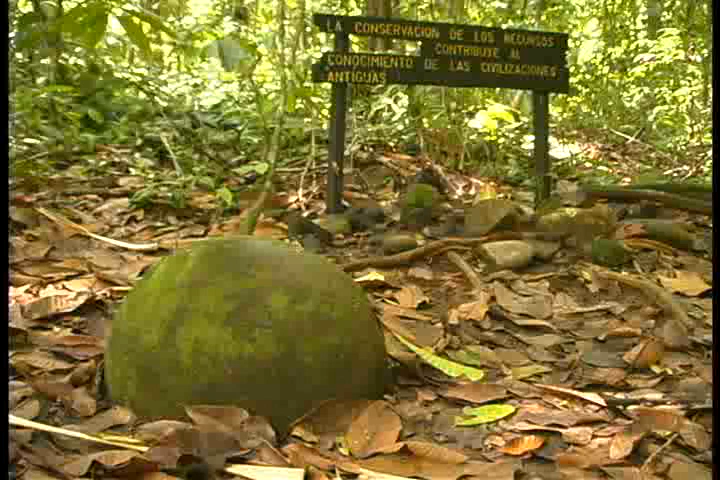 LA CONSERVACION DE LOS RECURSOS
CONTRIBUYE AL
CONOCIMIENTO DE LAS CIVILIZACIONES
ANTIGUAS